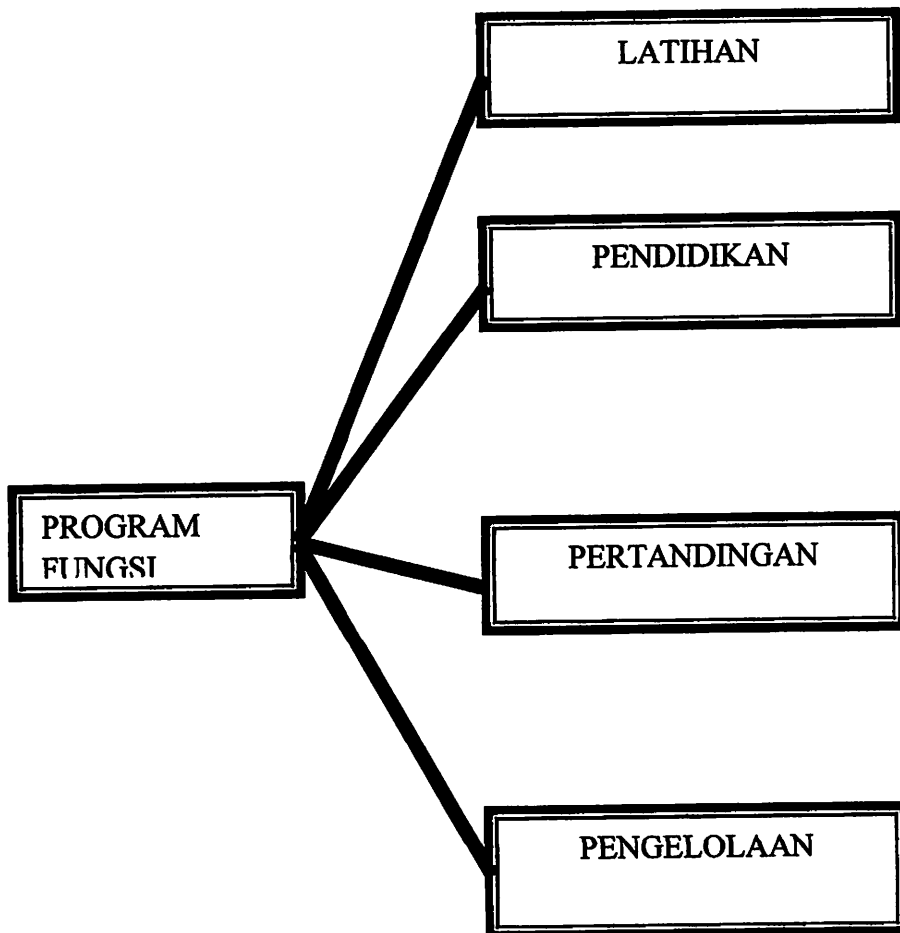 LATIHAN
PENDIDIKAN
PROGRAM
FUNGSI
PERTANDINGAN
PENGELOLAAN